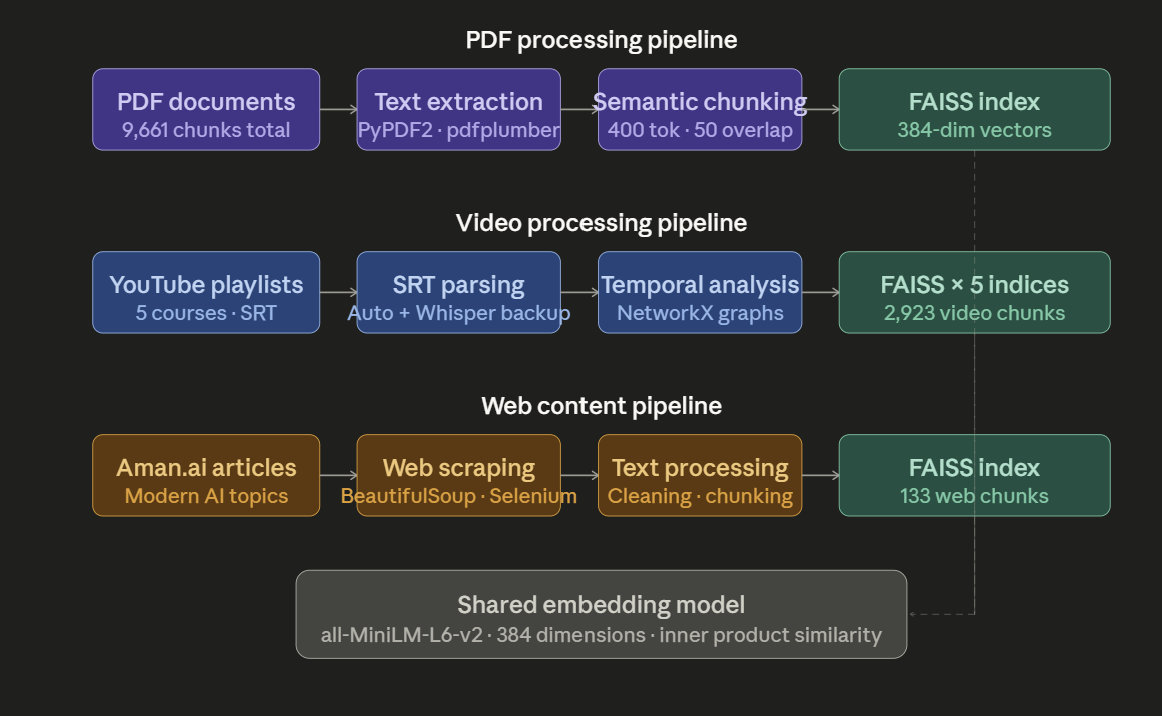 PDF processing pipeline
PDF documents
9,661 chunks total
Text extraction
PyPDF2 · pdfplumber
Semantic chunking
400 tok · 50 overlap
FAISS index
384-dim vectors
Video processing pipeline
YouTube playlists
5 courses · SRT
SRT parsing
Auto + Whisper backup
Temporal analysis
NetworkX graphs
FAISS × 5 indices
2,923 video chunks
Web content pipeline
Aman.ai articles
Modern AI topics
Web scraping
BeautifulSoup · Selenium
Text processing
Cleaning · chunking
FAISS index
133 web chunks
Shared embedding model
all-MiniLM-L6-v2 · 384 dimensions · inner product similarity